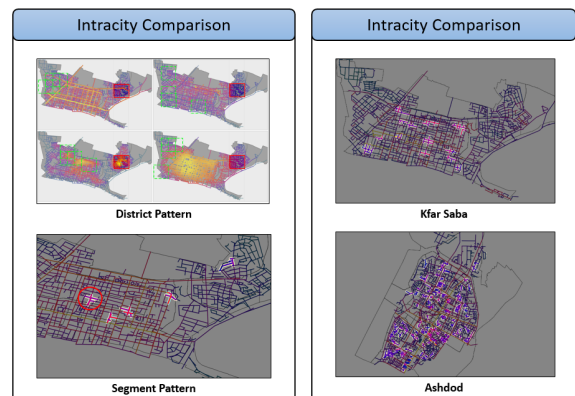 Intracity Comparison
District Pattern
Segment Pattern
Intracity Comparison
Kfar Saba
Ashdod